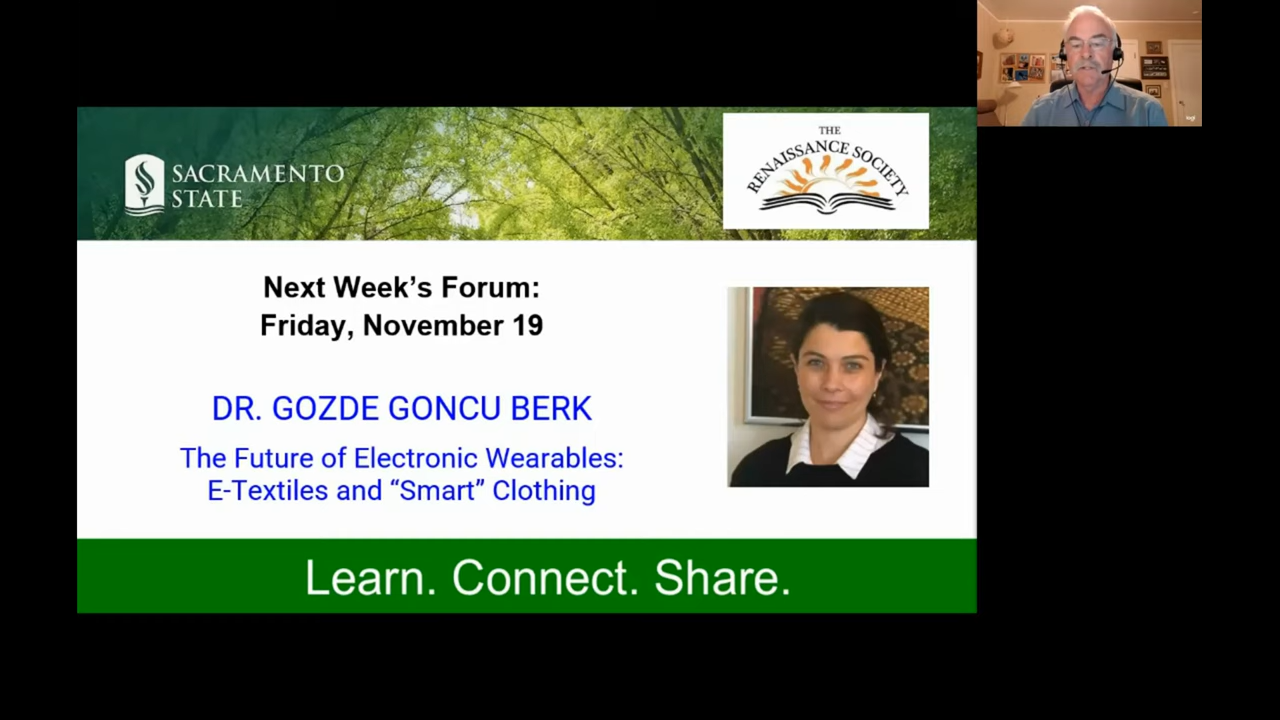 SACRAMENTO
STATE
THE
RENAISSANCE SOCIETY
Next Week’s Forum:
Friday, November 19
DR. GOZDE GONCU BERK
The Future of Electronic Wearables:
E-Textiles and “Smart” Clothing
Learn. Connect. Share.